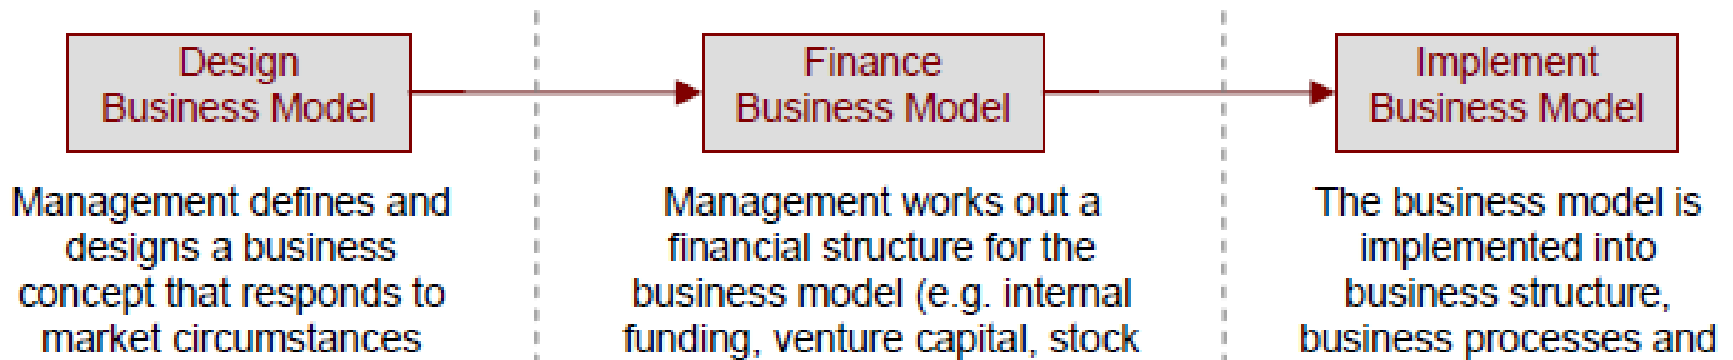 Design
Business Model
Finance
Business Model
Implement
Business Model
Management defines and
designs a business
concept that responds to
market circumstances
Management works out a
financial structure for the
business model (e.g. internal
funding, venture capital, stock
The business model is
implemented into
business structure,
business processes and